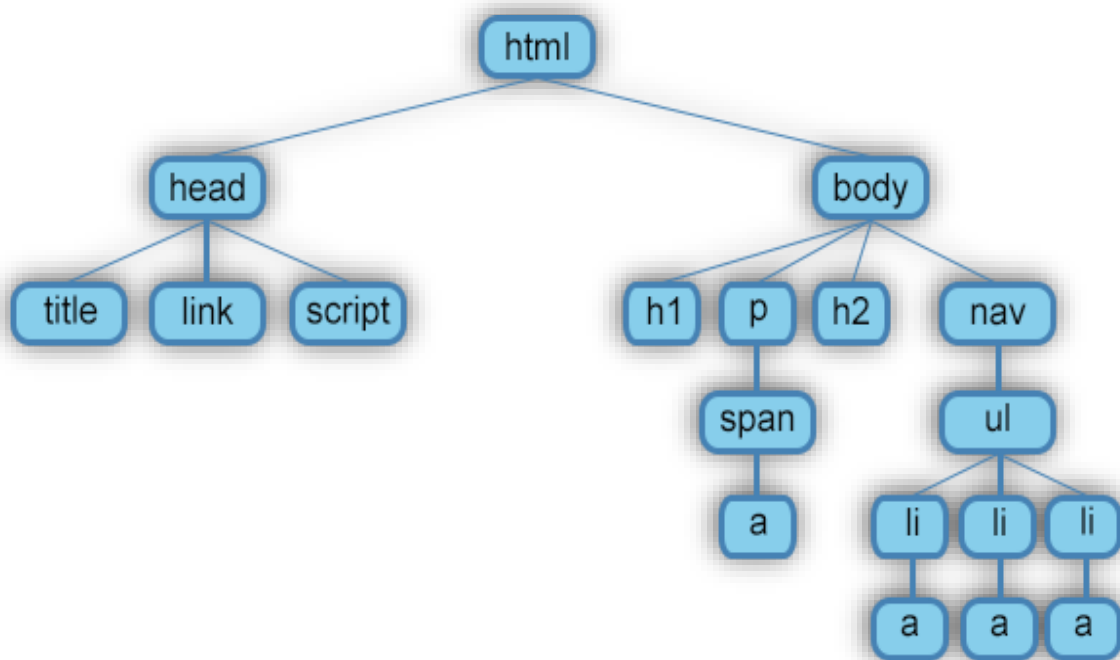 html
head
body
title
link
script
h1
p
h2
nav
span
ul
a
li
li
li
a
a
a